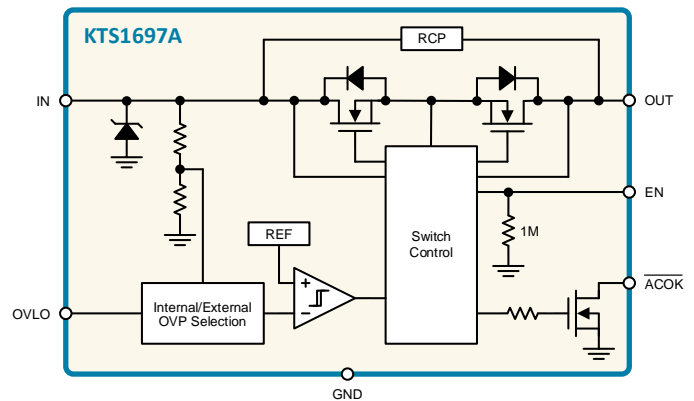 KTS1697A
RCP
IN
OUT
EN
REF
1M
Switch
Control
ACOK
+
−
Internal/External
OVP Selection
OVLO
GND